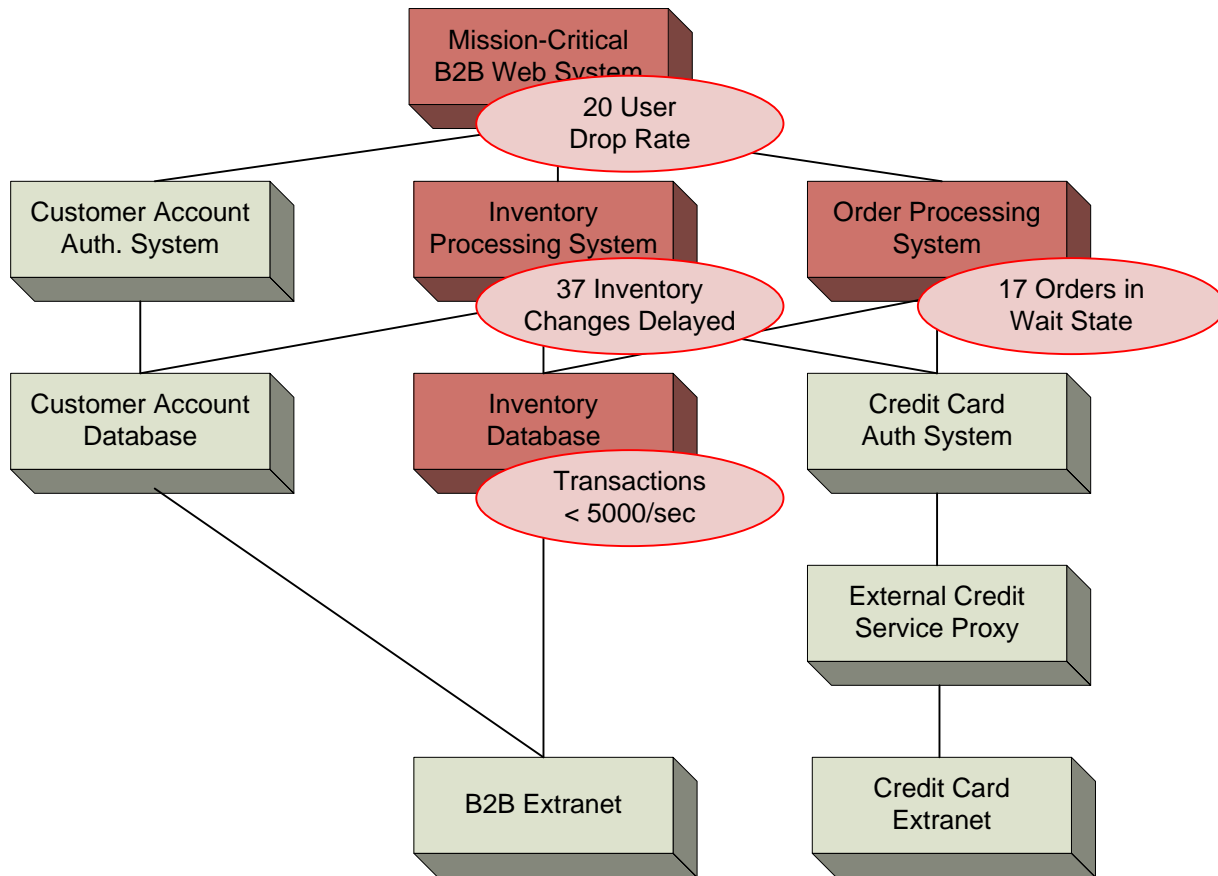 Mission-Critical
B2B Web System
20 User
Drop Rate
Customer Account
Auth. System
Inventory
Processing System
Order Processing
System
37 Inventory
Changes Delayed
17 Orders in
Wait State
Customer Account
Database
Inventory
Database
Credit Card
Auth System
Transactions
< 5000/sec
External Credit
Service Proxy
B2B Extranet
Credit Card
Extranet